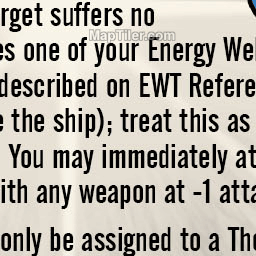 rget suffers no
MapTiler.com
es one of your Energy We
described on EWT Refere
e the ship); treat this as
You may immediately at
ith any weapon at -1 atta
only be assigned to a Th